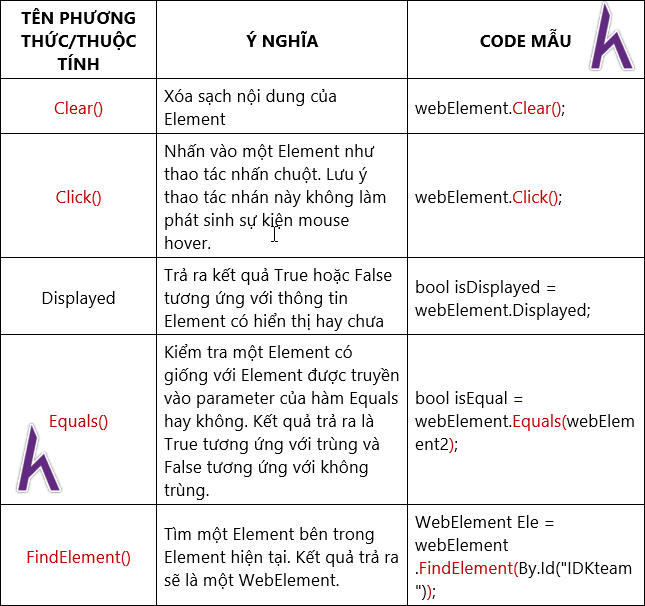 TÊN PHƯƠNG
THỨC/THUỘC
TÍNH
Ý NGHĨA
CODE MẪU
Clear()
Xóa sạch nội dung của
Element
webElement.Clear();
Click()
Nhấn vào một Element như
thao tác nhấn chuột. Lưu ý
thao tác nhán này không làm
phát sinh sự kiện mouse
hover.
webElement.Click();
Displayed
Trả ra kết quả True hoặc False
tương ứng với thông tin
Element có hiển thị hay chưa
bool isDisplayed =
webElement.Displayed;
Equals()
Kiểm tra một Element có
giống với Element được truyền
vào parameter của hàm Equals
hay không. Kết quả trả ra là
True tương ứng với trùng và
False tương ứng với không
trùng.
bool isEqual =
webElement.Equals(webElem
ent2);
FindElement()
Tìm một Element bên trong
Element hiện tại. Kết quả trả ra
sẽ là một WebElement.
WebElement Ele =
webElement
.FindElement(By.Id("IDKteam
"));